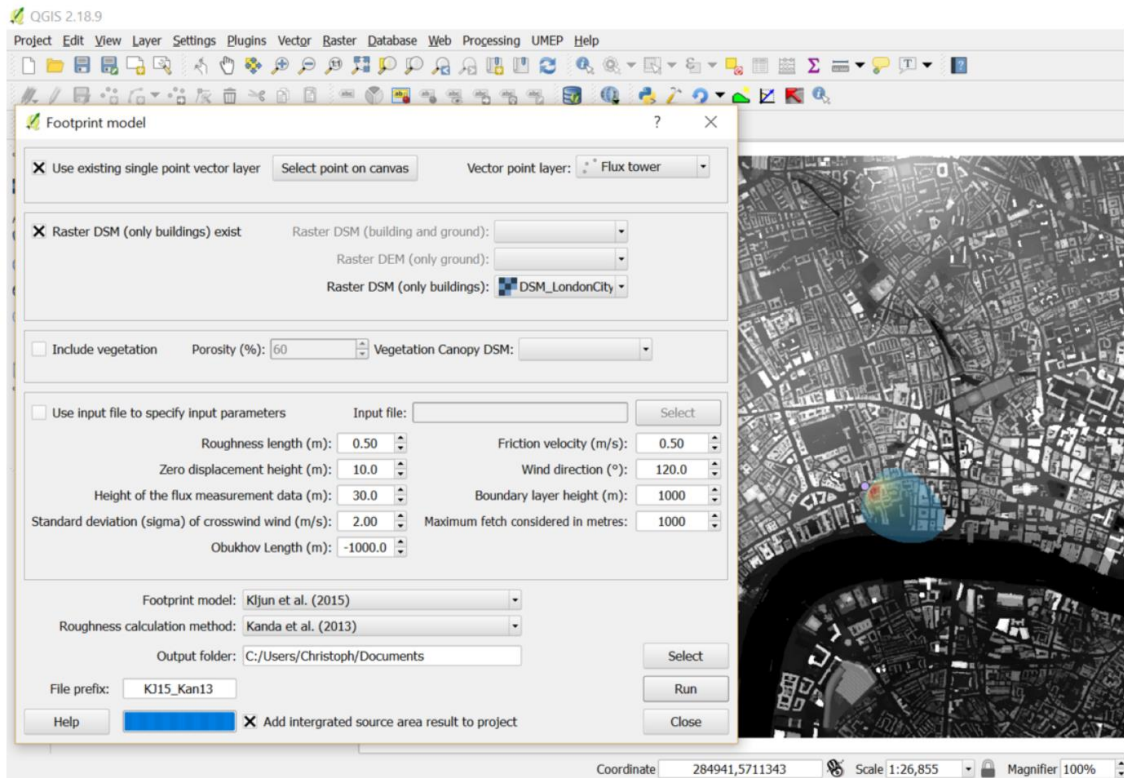 QGIS 2.18.9
Project Edit View Layer Settings Plugins Vector Raster Database Web Processing UMEP Help
Footprint model ?
Use existing single point vector layer Select point on canvas Vector point layer: Flux tower
Raster DSM (only buildings) exist Raster DSM (building and ground):
Raster DEM (only ground):
Raster DSM (only buildings): DSM_LondonCity
Include vegetation Porosity (%): 60 Vegetation Canopy DSM:
Use input file to specify input parameters Input file: Select
Roughness length (m): 0.50 Friction velocity (m/s): 0.50
Zero displacement height (m): 10.0 Wind direction (º): 120.0
Height of the flux measurement data (m): 30.0 Boundary layer height (m): 1000
Standard deviation (sigma) of crosswind wind (m/s): 2.00 Maximum fetch considered in metres: 1000
Obukhov Length (m): -1000.0
Footprint model: Kljun et al. (2015)
Roughness calculation method: Kanda et al. (2013)
Output folder: C:/Users/Christoph/Documents Select
File prefix: KJ15_Kan13 Run
Help Add intergrated source area result to project Close
Coordinate 284941,5711343 Scale 1:26,855 Magnifier 100%